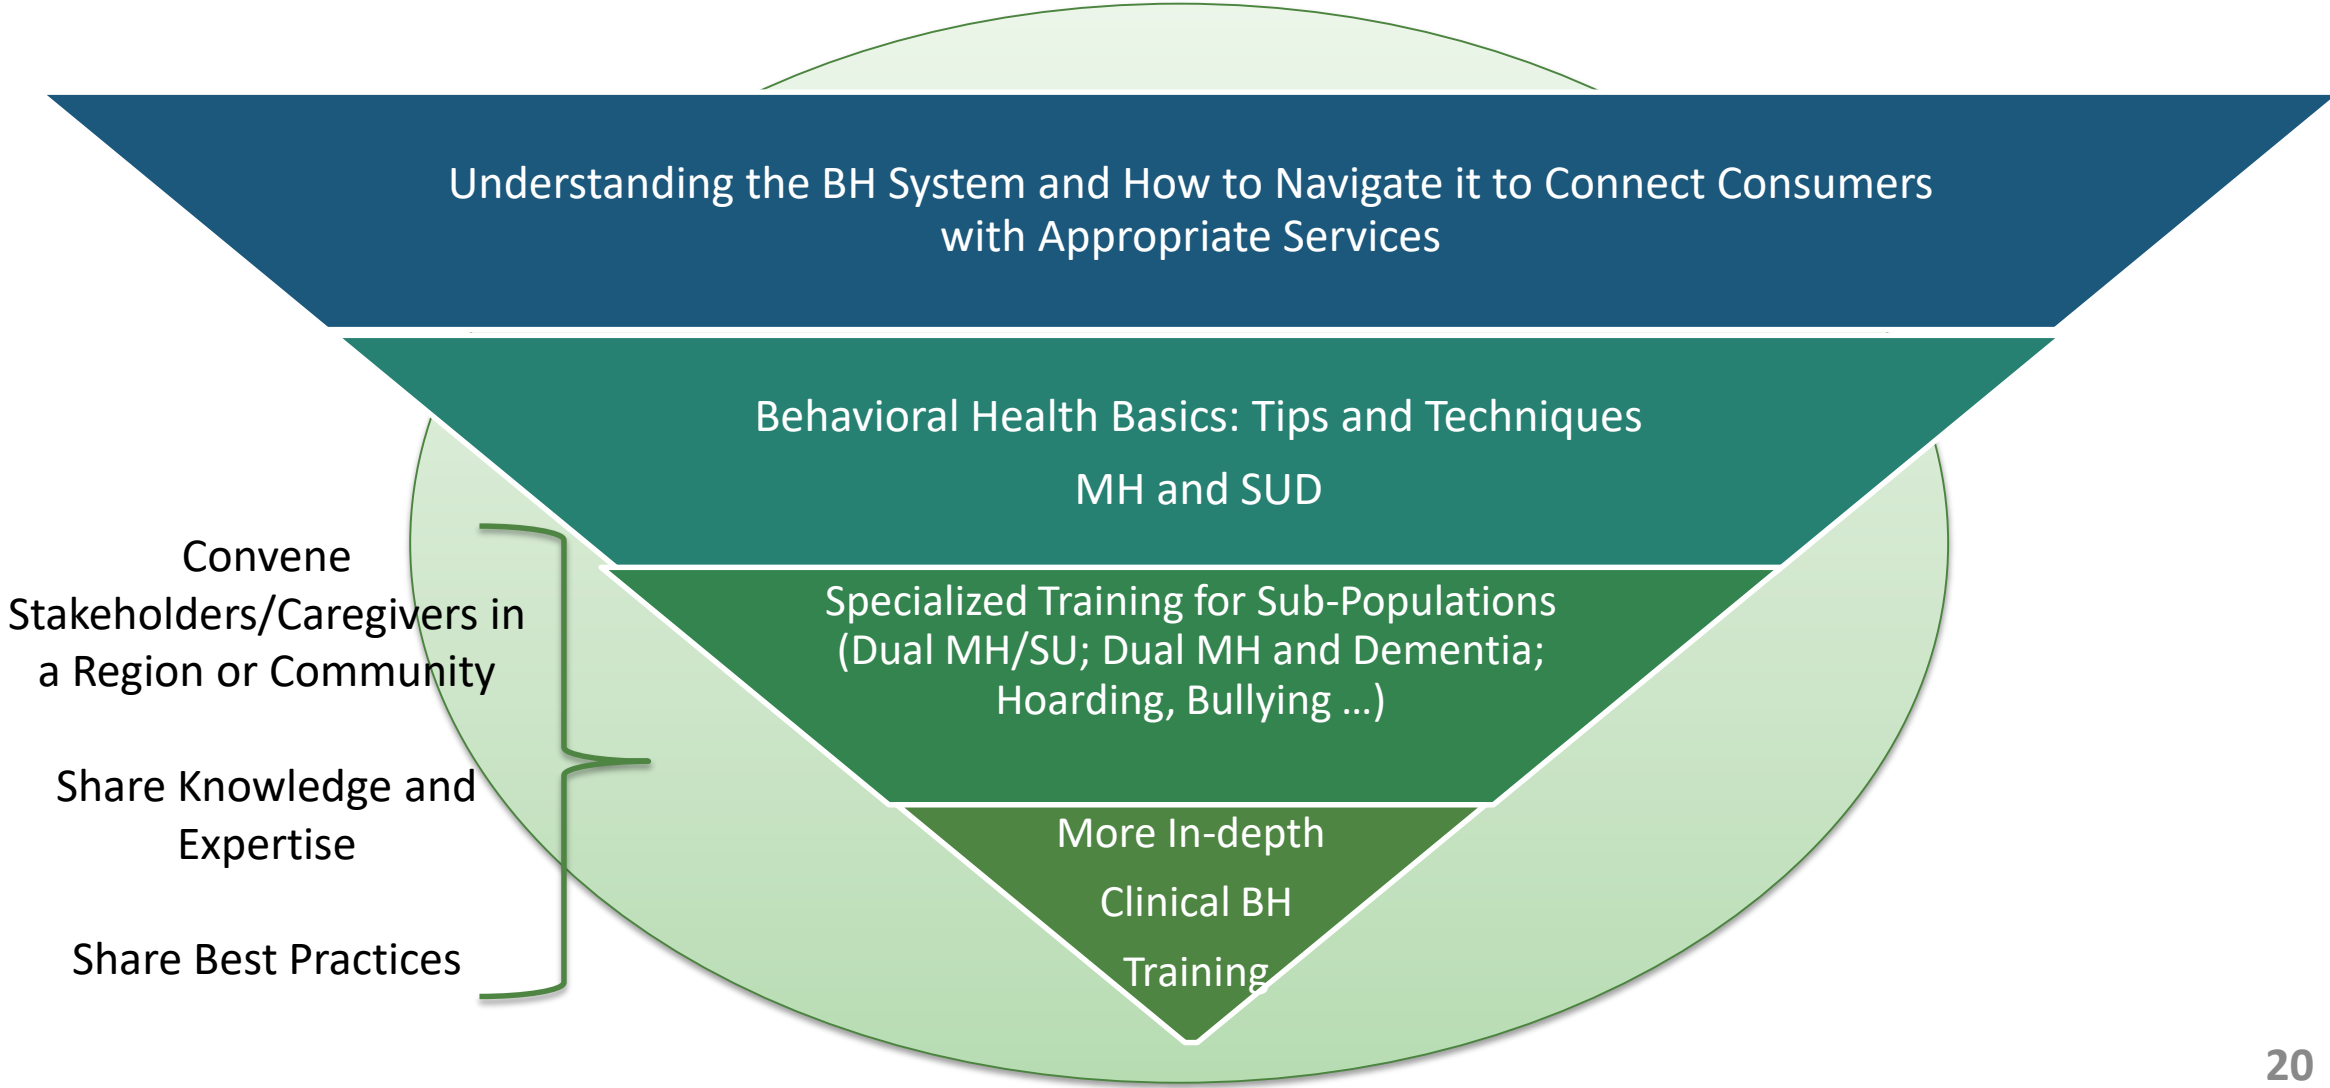 Understanding the BH System and How to Navigate it to Connect Consumers
with Appropriate Services
Behavioral Health Basics: Tips and Techniques
MH and SUD
Specialized Training for Sub-Populations
(Dual MH/SU; Dual MH and Dementia;
Hoarding, Bullying …)
More In-depth
Clinical BH
Training
Convene
Stakeholders/Caregivers in
a Region or Community
Share Knowledge and
Expertise
Share Best Practices
20